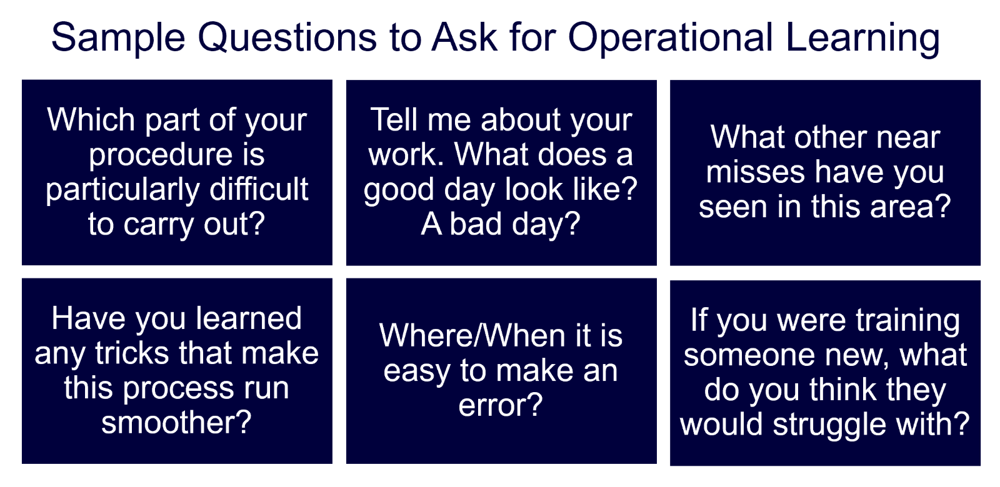 Sample Questions to Ask for Operational Learning
Which part of your
procedure is
particularly difficult
to carry out?
Tell me about your
work. What does a
good day look like?
A bad day?
What other near
misses have you
seen in this area?
Have you learned
any tricks that make
this process run
smoother?
Where/When it is
easy to make an
error?
If you were training
someone new, what
do you think they
would struggle with?